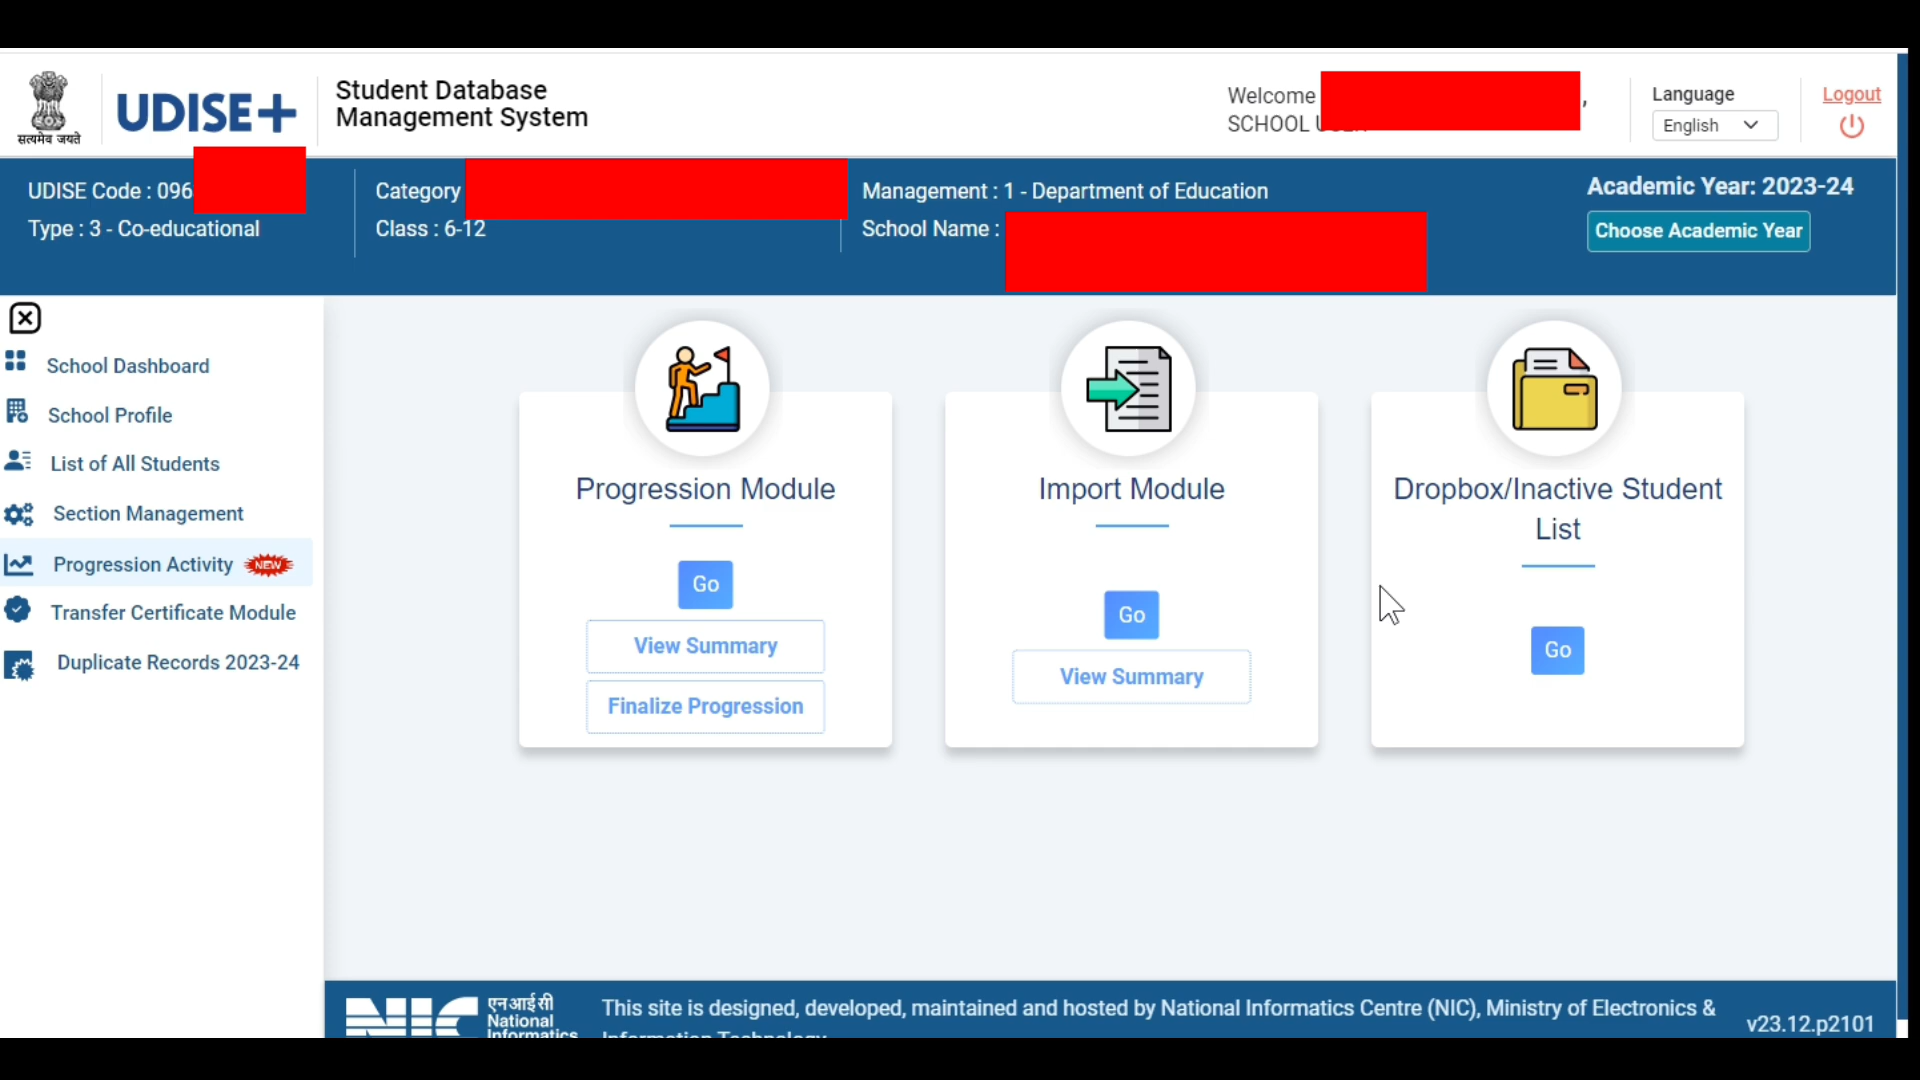 सत्यमेव जयते
UDISE+
Student Database
Management System
Welcome ,
SCHOOL
Language
English
Logout
UDISE Code : 096
Type : 3 - Co-educational
Category
Class : 6-12
Management : 1 - Department of Education
School Name :
Academic Year: 2023-24
Choose Academic Year
School Dashboard
School Profile
List of All Students
Section Management
Progression Activity NEW
Transfer Certificate Module
Duplicate Records 2023-24
Progression Module
Go
View Summary
Finalize Progression
Import Module
Go
View Summary
Dropbox/Inactive Student
List
Go
NIC
एनआईसी
National
Informatics
This site is designed, developed, maintained and hosted by National Informatics Centre (NIC), Ministry of Electronics &
Information Technology
v23.12.p2101